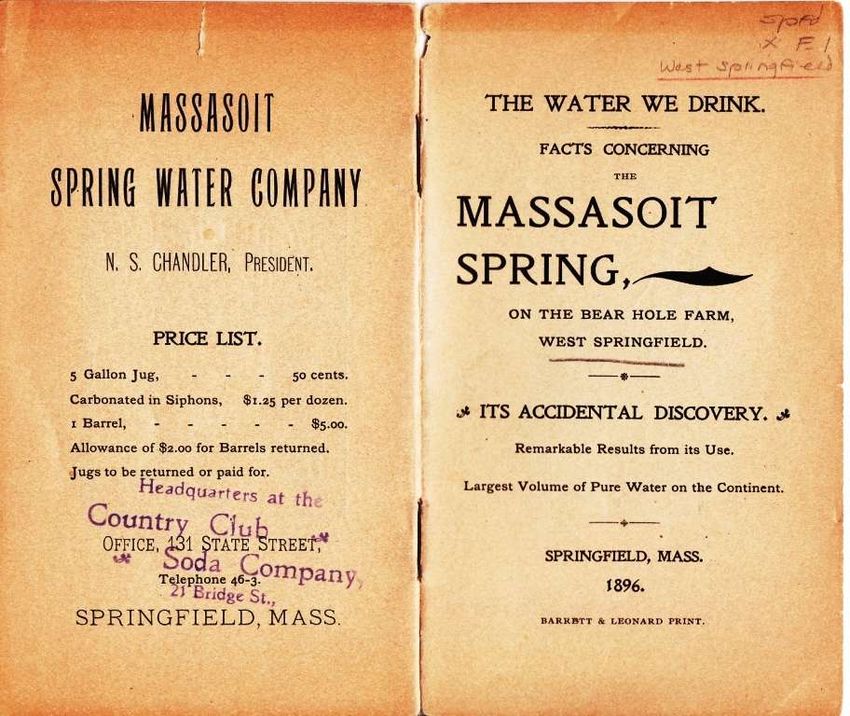 MASSASOIT
SPRING WATER COMPANY
N. S. CHANDLER, PRESIDENT.
PRICE LIST.
5 Gallon Jug, - - - 50 cents.
Carbonated in Siphons, $1.25 per dozen.
1 Barrel, - - - - - $5.00.
Allowance of $2.00 for Barrels returned.
Jugs to be returned or paid for.
Headquarters at the
Country Club
OFFICE, 131 STATE STREET,
Soda Company,
Telephone 46-3.
21 Bridge St.,
SPRINGFIELD, MASS.
Spfd
X F. 1
West Springfield
THE WATER WE DRINK.
FACTS CONCERNING
THE
MASSASOIT
SPRING,
ON THE BEAR HOLE FARM,
WEST SPRINGFIELD.
ITS ACCIDENTAL DISCOVERY.
Remarkable Results from its Use.
Largest Volume of Pure Water on the Continent.
SPRINGFIELD, MASS.
1896.
BARRETT & LEONARD PRINT.